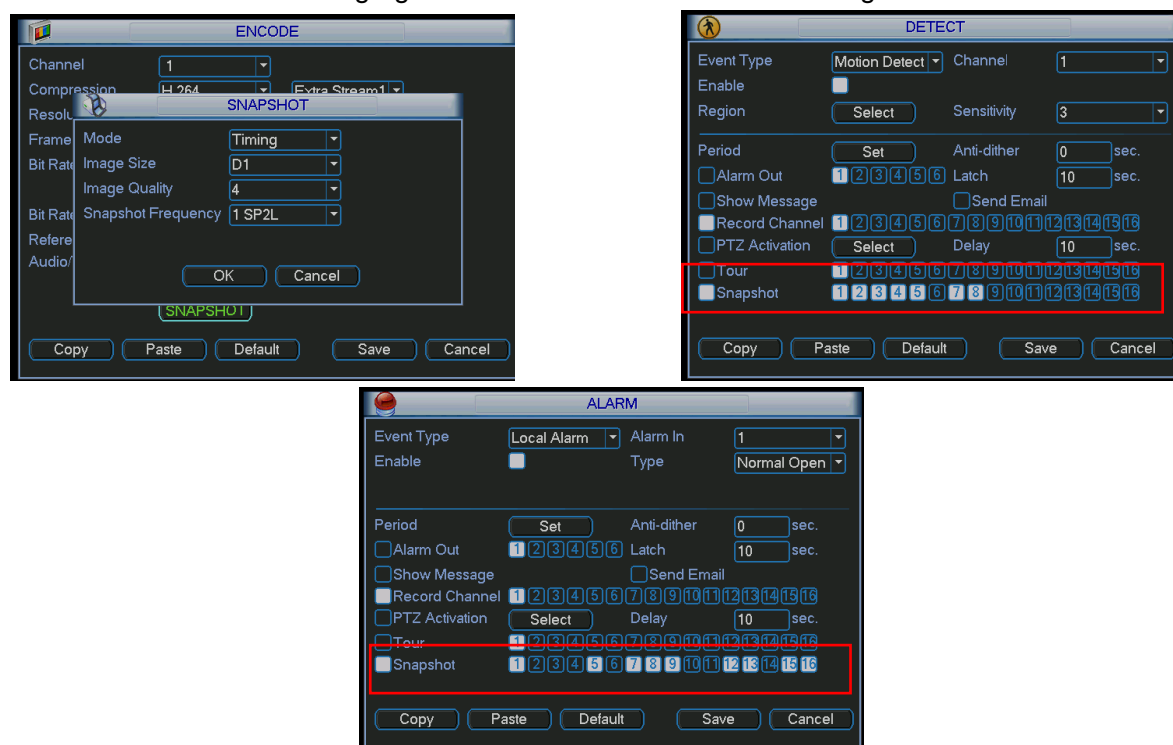 ENCODE
Channel 1
Compression H.264 Extra Stream1
SNAPSHOT
Mode Timing
Image Size D1
Image Quality 4
Snapshot Frequency 1 SP2L
OK Cancel
Frame
Bit Rate
Bit Rate
Audio/
SNAPSHOT
Copy Paste Default Save Cancel
DETECT
Event Type Motion Detect Channel 1
Enable
Region Select Sensitivity 3
Period Set Anti-dither 0 sec.
Alarm Out 1 2 3 4 5 6 Latch 10 sec.
Show Message Send Email
Record Channel 1 2 3 4 5 6 7 8 9 10 11 12 13 14 15 16
PTZ Activation Select Delay 10 sec.
Tour 1 2 3 4 5 6 7 8 9 10 11 12 13 14 15 16
Snapshot 1 2 3 4 5 6 7 8 9 10 11 12 13 14 15 16
Copy Paste Default Save Cancel
ALARM
Event Type Local Alarm Alarm In 1
Enable Type Normal Open
Period Set Anti-dither 0 sec.
Alarm Out 1 2 3 4 5 6 Latch 10 sec.
Show Message Send Email
Record Channel 1 2 3 4 5 6 7 8 9 10 11 12 13 14 15 16
PTZ Activation Select Delay 10 sec.
Tour 1 2 3 4 5 6 7 8 9 10 11 12 13 14 15 16
Snapshot 1 2 3 4 5 6 7 8 9 10 11 12 13 14 15 16
Copy Paste Default Save Cancel